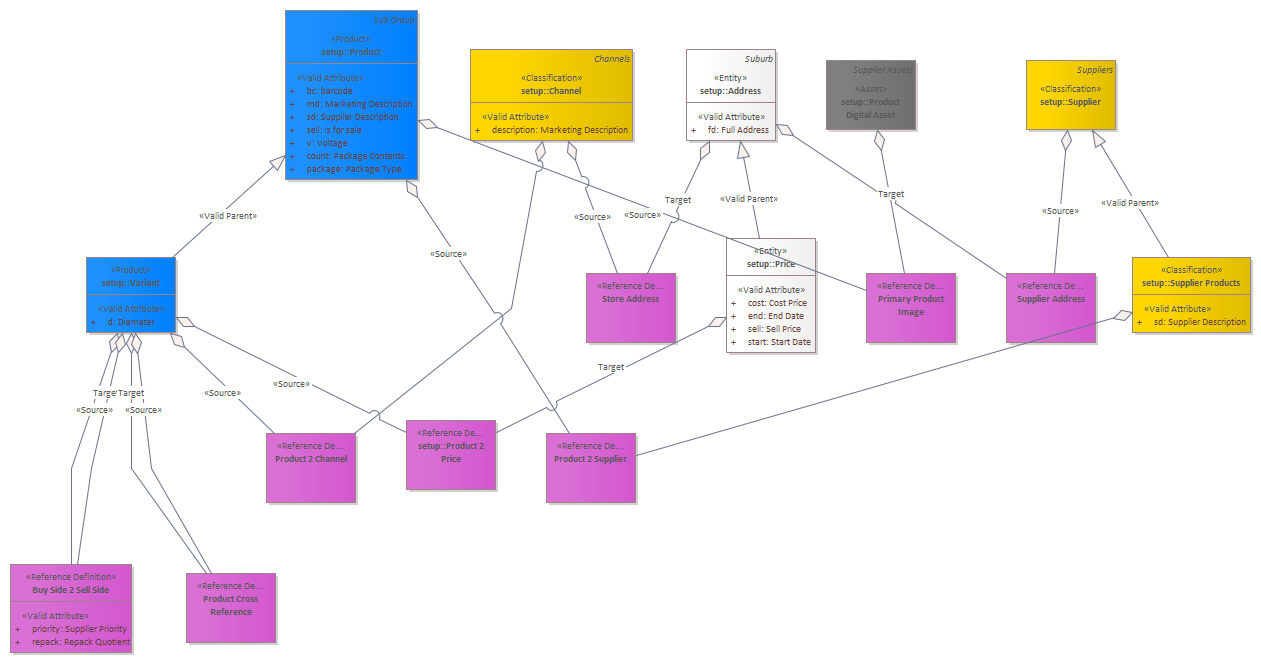 Sub Group
«Product»
setup::Product
«Valid Attribute»
+ bc: barcode
+ md: Marketing Description
+ sd: Supplier Description
+ sell: is for sale
+ v: Voltage
+ count: Package Contents
+ package: Package Type
Channels
«Classification»
setup::Channel
«Valid Attribute»
+ description: Marketing Description
Suburb
«Entity»
setup::Address
«Valid Attribute»
+ fd: Full Address
Supplier Assets
«Asset»
setup::Product
Digital Asset
Suppliers
«Classification»
setup::Supplier
«Valid Parent»
«Source»
«Source»
«Source»
Target
«Valid Parent»
Target
«Source»
«Valid Parent»
«Product»
setup::Variant
«Valid Attribute»
+ d: Diamater
«Reference De...
Store Address
«Entity»
setup::Price
«Valid Attribute»
+ cost: Cost Price
+ end: End Date
+ sell: Sell Price
+ start: Start Date
«Reference De...
Primary Product
Image
«Reference De...
Supplier Address
«Classification»
setup::Supplier Products
«Valid Attribute»
+ sd: Supplier Description
Target
Target
«Source»
«Source»
«Source»
«Source»
Target
«Reference De...
Product 2 Channel
«Reference De...
setup::Product 2
Price
«Reference De...
Product 2 Supplier
«Reference Definition»
Buy Side 2 Sell Side
«Valid Attribute»
+ priority: Supplier Priority
+ repack: Repack Quotient
«Reference De...
Product Cross
Reference